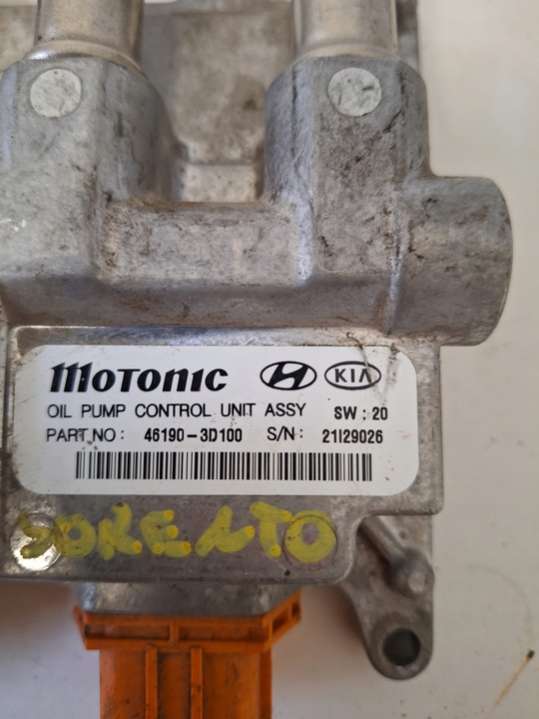 MOTONIC KIA
OIL PUMP CONTROL UNIT ASSY SW : 20
PART NO : 46190-3D100 S/N : 21I29026
SORENTO